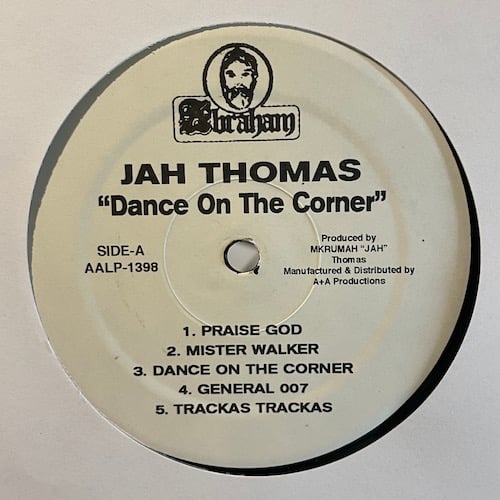 Abraham
JAH THOMAS
"Dance On The Corner"
SIDE-A
AALP-1398
Produced by
MKRUMAH "JAH"
Thomas
Manufactured & Distributed by
A+A Productions
1. PRAISE GOD
2. MISTER WALKER
3. DANCE ON THE CORNER
4. GENERAL 007
5. TRACKAS TRACKAS